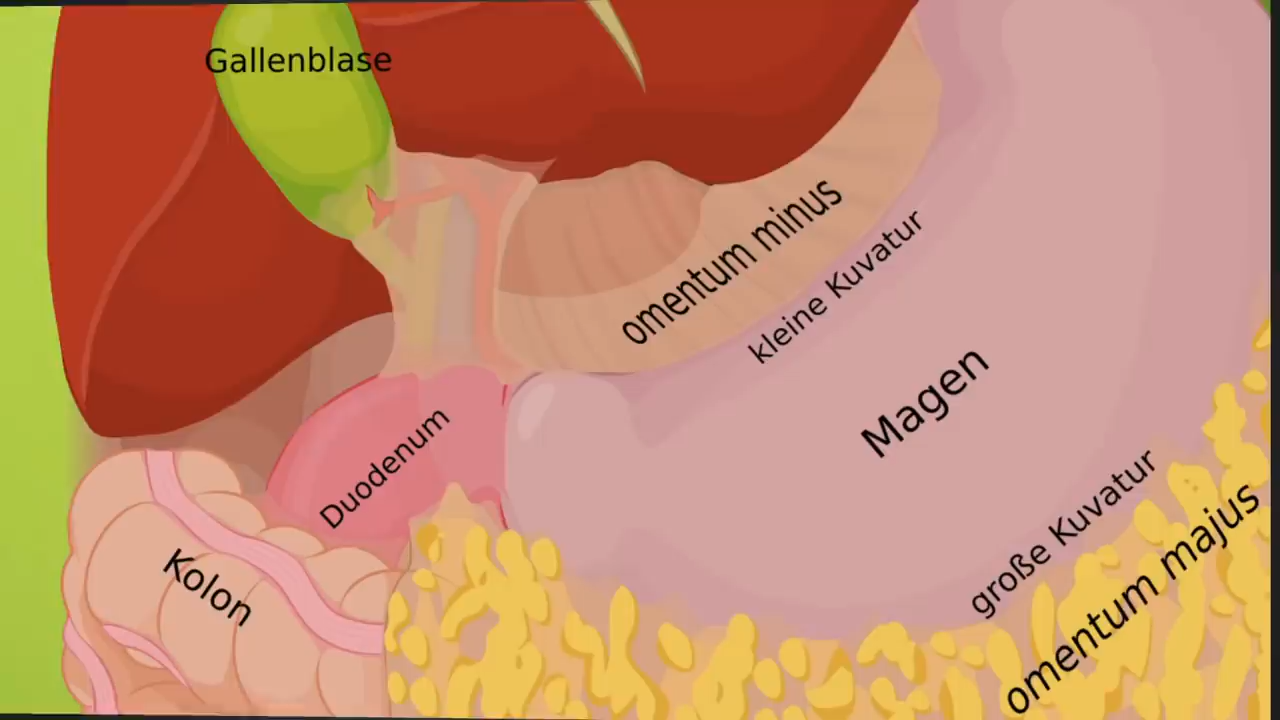 Gallenblase
omentum minus
kleine Kuvatur
Magen
Duodenum
große Kuvatur
omentum majus
Kolon